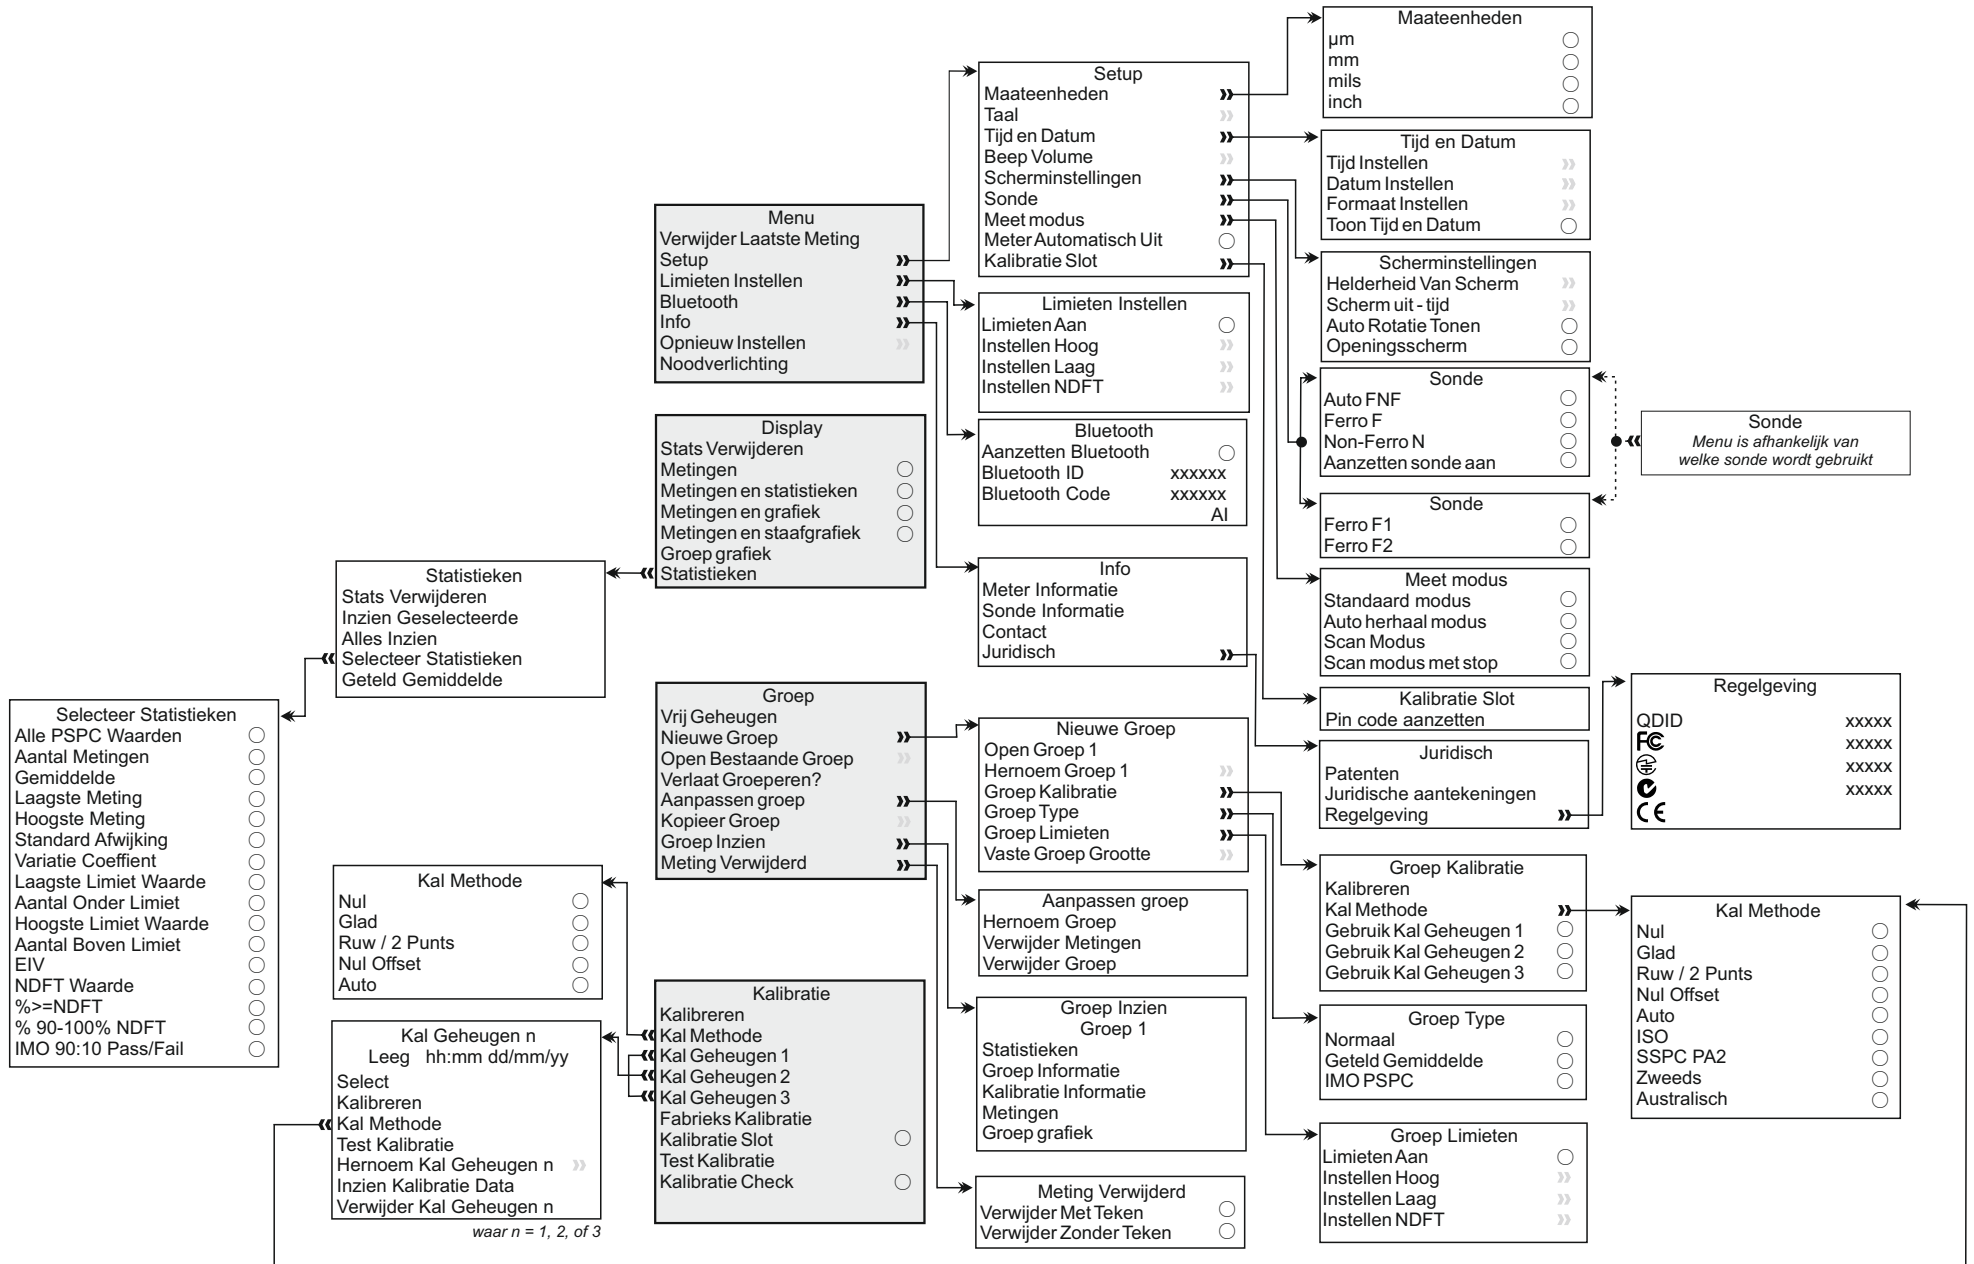 Maateenheden
µm
mm
mils
inch
Setup
Maateenheden
Taal
Tijd en Datum
Beep Volume
Scherminstellingen
Sonde
Meet modus
Meter Automatisch Uit
Kalibratie Slot
Tijd en Datum
Tijd Instellen
Datum Instellen
Formaat Instellen
Toon Tijd en Datum
Menu
Verwijder Laatste Meting
Setup
Limieten Instellen
Bluetooth
Info
Opnieuw Instellen
Noodverlichting
Scherminstellingen
Helderheid Van Scherm
Scherm uit - tijd
Auto Rotatie Tonen
Openingsscherm
Limieten Instellen
Limieten Aan
Instellen Hoog
Instellen Laag
Instellen NDFT
Sonde
Auto FNF
Ferro F
Non-Ferro N
Aanzetten sonde aan
Sonde
Menu is afhankelijk van
welke sonde wordt gebruikt
Display
Stats Verwijderen
Metingen
Metingen en statistieken
Metingen en grafiek
Metingen en staafgrafiek
Groep grafiek
Statistieken
Bluetooth
Aanzetten Bluetooth
Bluetooth ID xxxxxx
Bluetooth Code xxxxxx
AI
Sonde
Ferro F1
Ferro F2
Statistieken
Stats Verwijderen
Inzien Geselecteerde
Alles Inzien
Selecteer Statistieken
Geteld Gemiddelde
Info
Meter Informatie
Sonde Informatie
Contact
Juridisch
Meet modus
Standaard modus
Auto herhaal modus
Scan Modus
Scan modus met stop
Kalibratie Slot
Pin code aanzetten
Regelgeving
QDID xxxxx
FC xxxxx
xxxxx
xxxxx
CE
Selecteer Statistieken
Alle PSPC Waarden
Aantal Metingen
Gemiddelde
Laagste Meting
Hoogste Meting
Standard Afwijking
Variatie Coeffient
Laagste Limiet Waarde
Aantal Onder Limiet
Hoogste Limiet Waarde
Aantal Boven Limiet
EIV
NDFT Waarde
%>=NDFT
% 90-100% NDFT
IMO 90:10 Pass/Fail
Groep
Vrij Geheugen
Nieuwe Groep
Open Bestaande Groep
Verlaat Groeperen?
Aanpassen groep
Kopieer Groep
Groep Inzien
Meting Verwijderd
Nieuwe Groep
Open Groep 1
Hernoem Groep 1
Groep Kalibratie
Groep Type
Groep Limieten
Vaste Groep Grootte
Juridisch
Patenten
Juridische aantekeningen
Regelgeving
Kal Methode
Nul
Glad
Ruw / 2 Punts
Nul Offset
Auto
Aanpassen groep
Hernoem Groep
Verwijder Metingen
Verwijder Groep
Groep Kalibratie
Kalibreren
Kal Methode
Gebruik Kal Geheugen 1
Gebruik Kal Geheugen 2
Gebruik Kal Geheugen 3
Kal Methode
Nul
Glad
Ruw / 2 Punts
Nul Offset
Auto
ISO
SSPC PA2
Zweeds
Australisch
Kalibratie
Kalibreren
Kal Methode
Kal Geheugen 1
Kal Geheugen 2
Kal Geheugen 3
Fabrieks Kalibratie
Kalibratie Slot
Test Kalibratie
Kalibratie Check
Groep Inzien
Groep 1
Statistieken
Groep Informatie
Kalibratie Informatie
Metingen
Groep grafiek
Groep Type
Normaal
Geteld Gemiddelde
IMO PSPC
Kal Geheugen n
Leeg hh:mm dd/mm/yy
Select
Kalibreren
Kal Methode
Test Kalibratie
Hernoem Kal Geheugen n
Inzien Kalibratie Data
Verwijder Kal Geheugen n
waar n = 1, 2, of 3
Groep Limieten
Limieten Aan
Instellen Hoog
Instellen Laag
Instellen NDFT
Meting Verwijderd
Verwijder Met Teken
Verwijder Zonder Teken